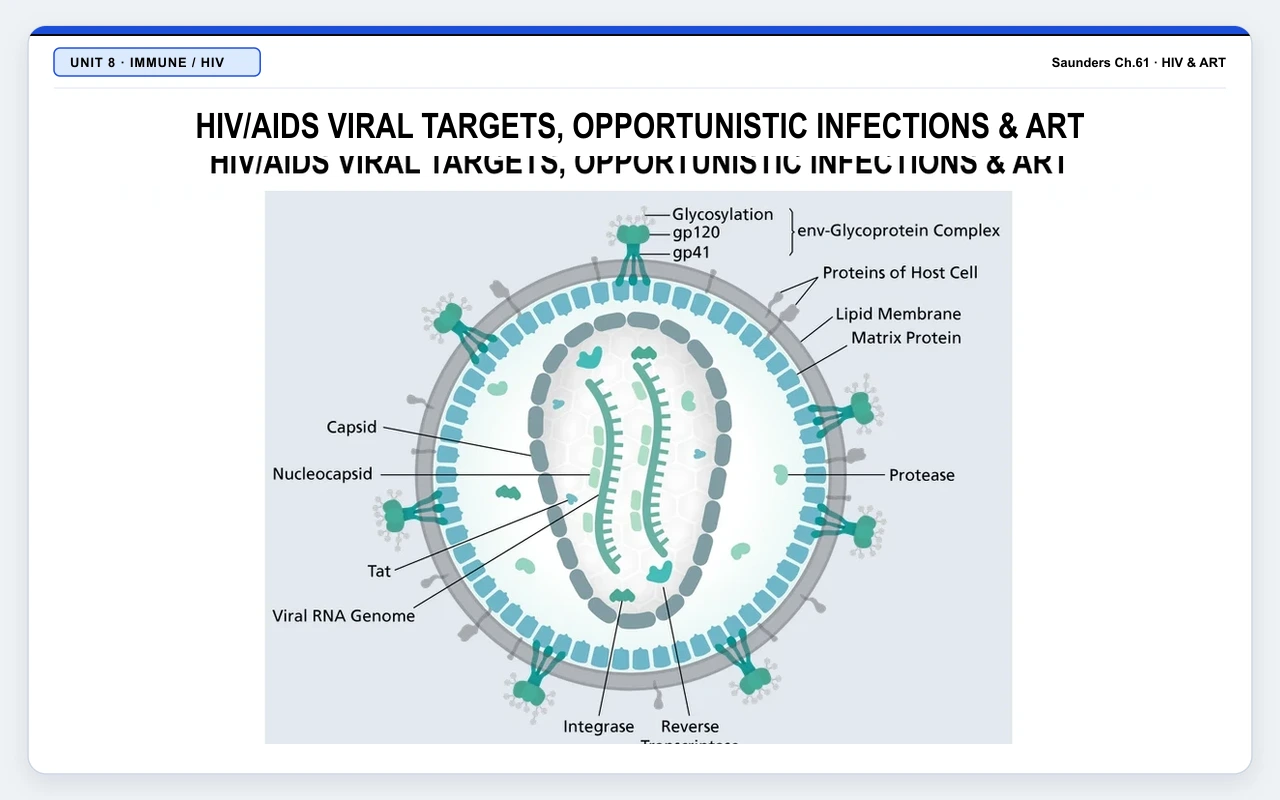 UNIT 8 · IMMUNE / HIV
Saunders Ch.61 · HIV & ART
HIV/AIDS VIRAL TARGETS, OPPORTUNISTIC INFECTIONS & ART
HIV/AIDS VIRAL TARGETS, OPPORTUNISTIC INFECTIONS & ART
Glycosylation
gp120
env-Glycoprotein Complex
gp41
Proteins of Host Cell
Lipid Membrane
Matrix Protein
Capsid
Nucleocapsid
Protease
Tat
Viral RNA Genome
Integrase
Reverse
Transcriptase